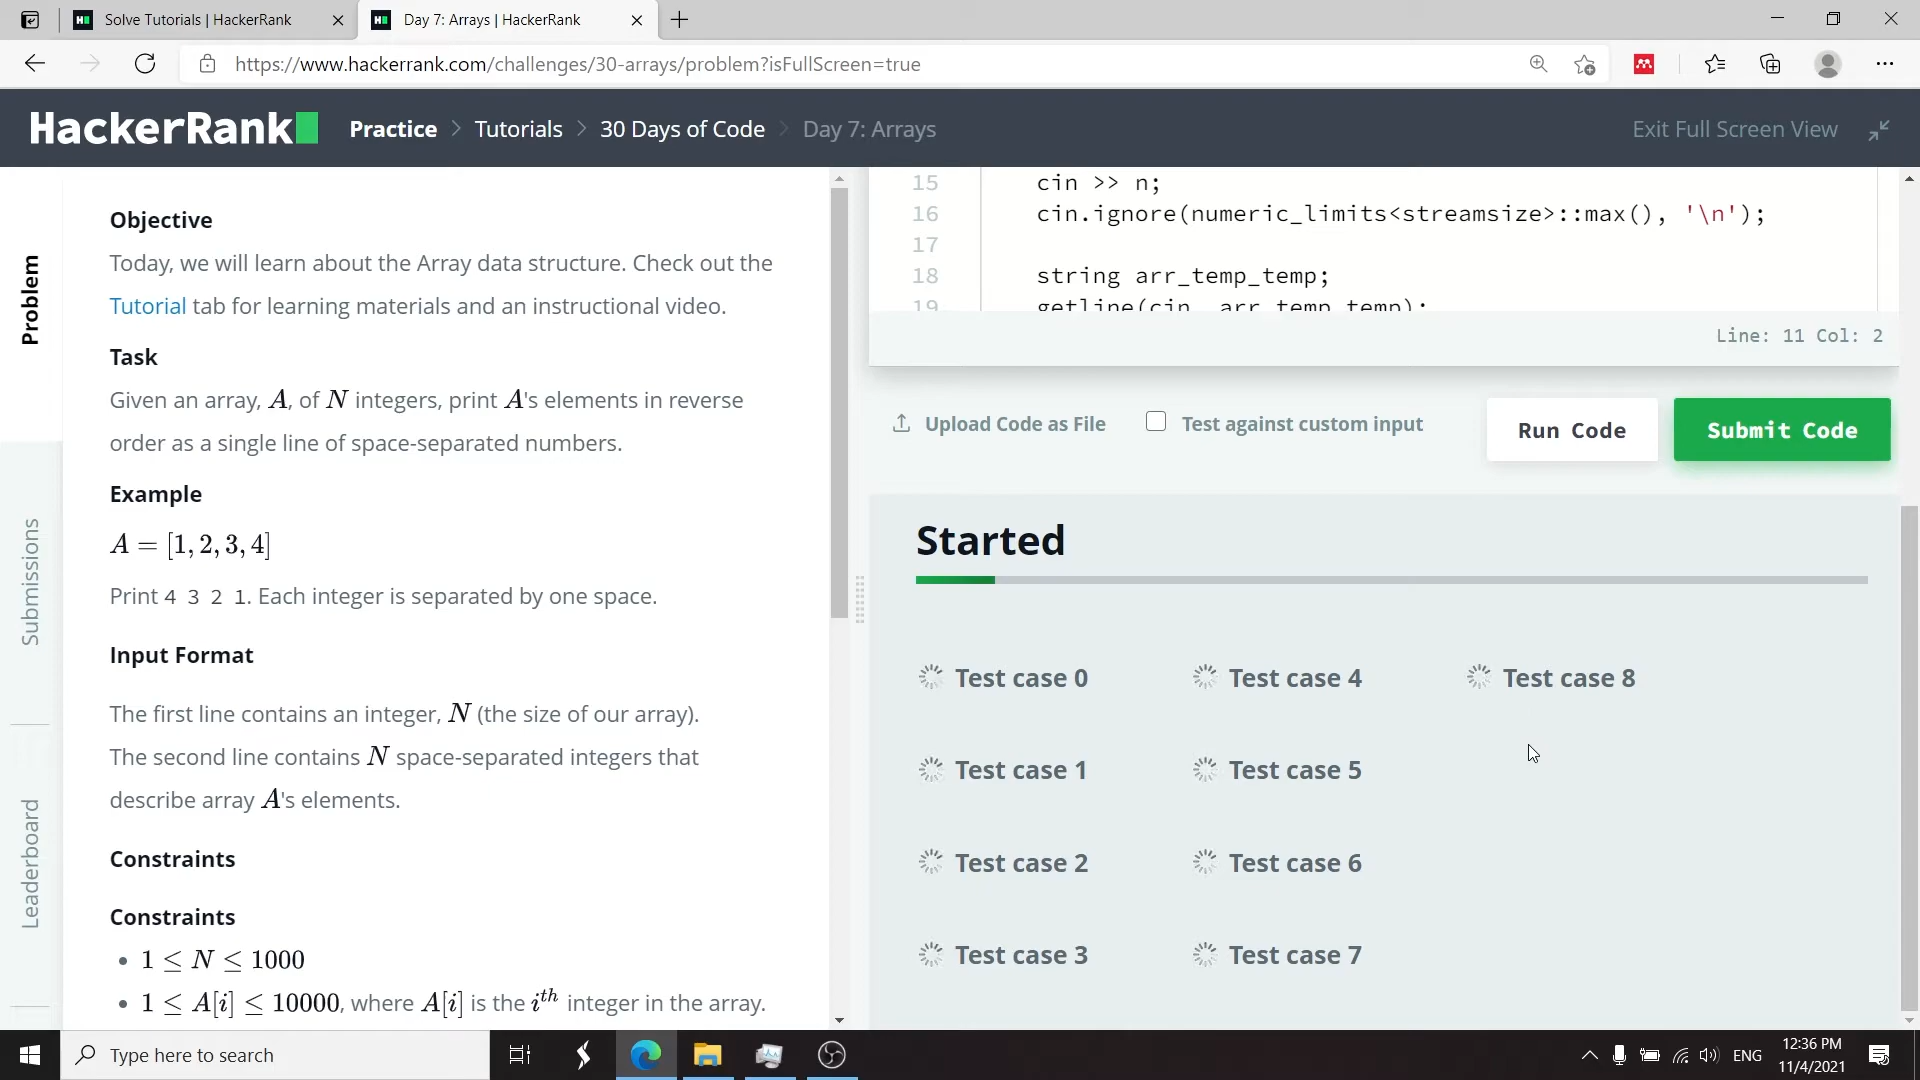 Solve Tutorials | HackerRank
Day 7: Arrays | HackerRank
https://www.hackerrank.com/challenges/30-arrays/problem?isFullScreen=true
HackerRank
Practice > Tutorials > 30 Days of Code > Day 7: Arrays
Exit Full Screen View
Problem
Submissions
Leaderboard
Objective
Today, we will learn about the Array data structure. Check out the
Tutorial tab for learning materials and an instructional video.
Task
Given an array, A, of N integers, print A's elements in reverse
order as a single line of space-separated numbers.
Example
A = [1, 2, 3, 4]
Print 4 3 2 1. Each integer is separated by one space.
Input Format
The first line contains an integer, N (the size of our array).
The second line contains N space-separated integers that
describe array A's elements.
Constraints
Constraints
• 1 ≤ N ≤ 1000
• 1 ≤ A[i] ≤ 10000, where A[i] is the i^th integer in the array.
15 cin >> n;
16 cin.ignore(numeric_limits<streamsize>::max(), '\n');
17
18 string arr_temp_temp;
19 getline(cin, arr_temp_temp);
Line: 11 Col: 2
Upload Code as File
Test against custom input
Run Code
Submit Code
Started
Test case 0
Test case 4
Test case 8
Test case 1
Test case 5
Test case 2
Test case 6
Test case 3
Test case 7
Type here to search
ENG
12:36 PM
11/4/2021